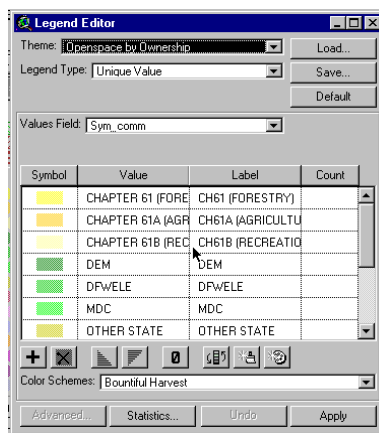 Legend Editor
Theme: Openspace by Ownership Load...
Legend Type: Unique Value Save...
Default
Values Field: Sym_comm
Symbol Value Label Count
CHAPTER 61 (FORE CH61 (FORESTRY)
CHAPTER 61A (AGR CH61A (AGRICULTU
CHAPTER 61B (REC CH61B (RECREATIO
DEM DEM
DFWELE DFWELE
MDC MDC
OTHER STATE OTHER STATE
Color Schemes: Bountiful Harvest
Advanced... Statistics... Undo Apply